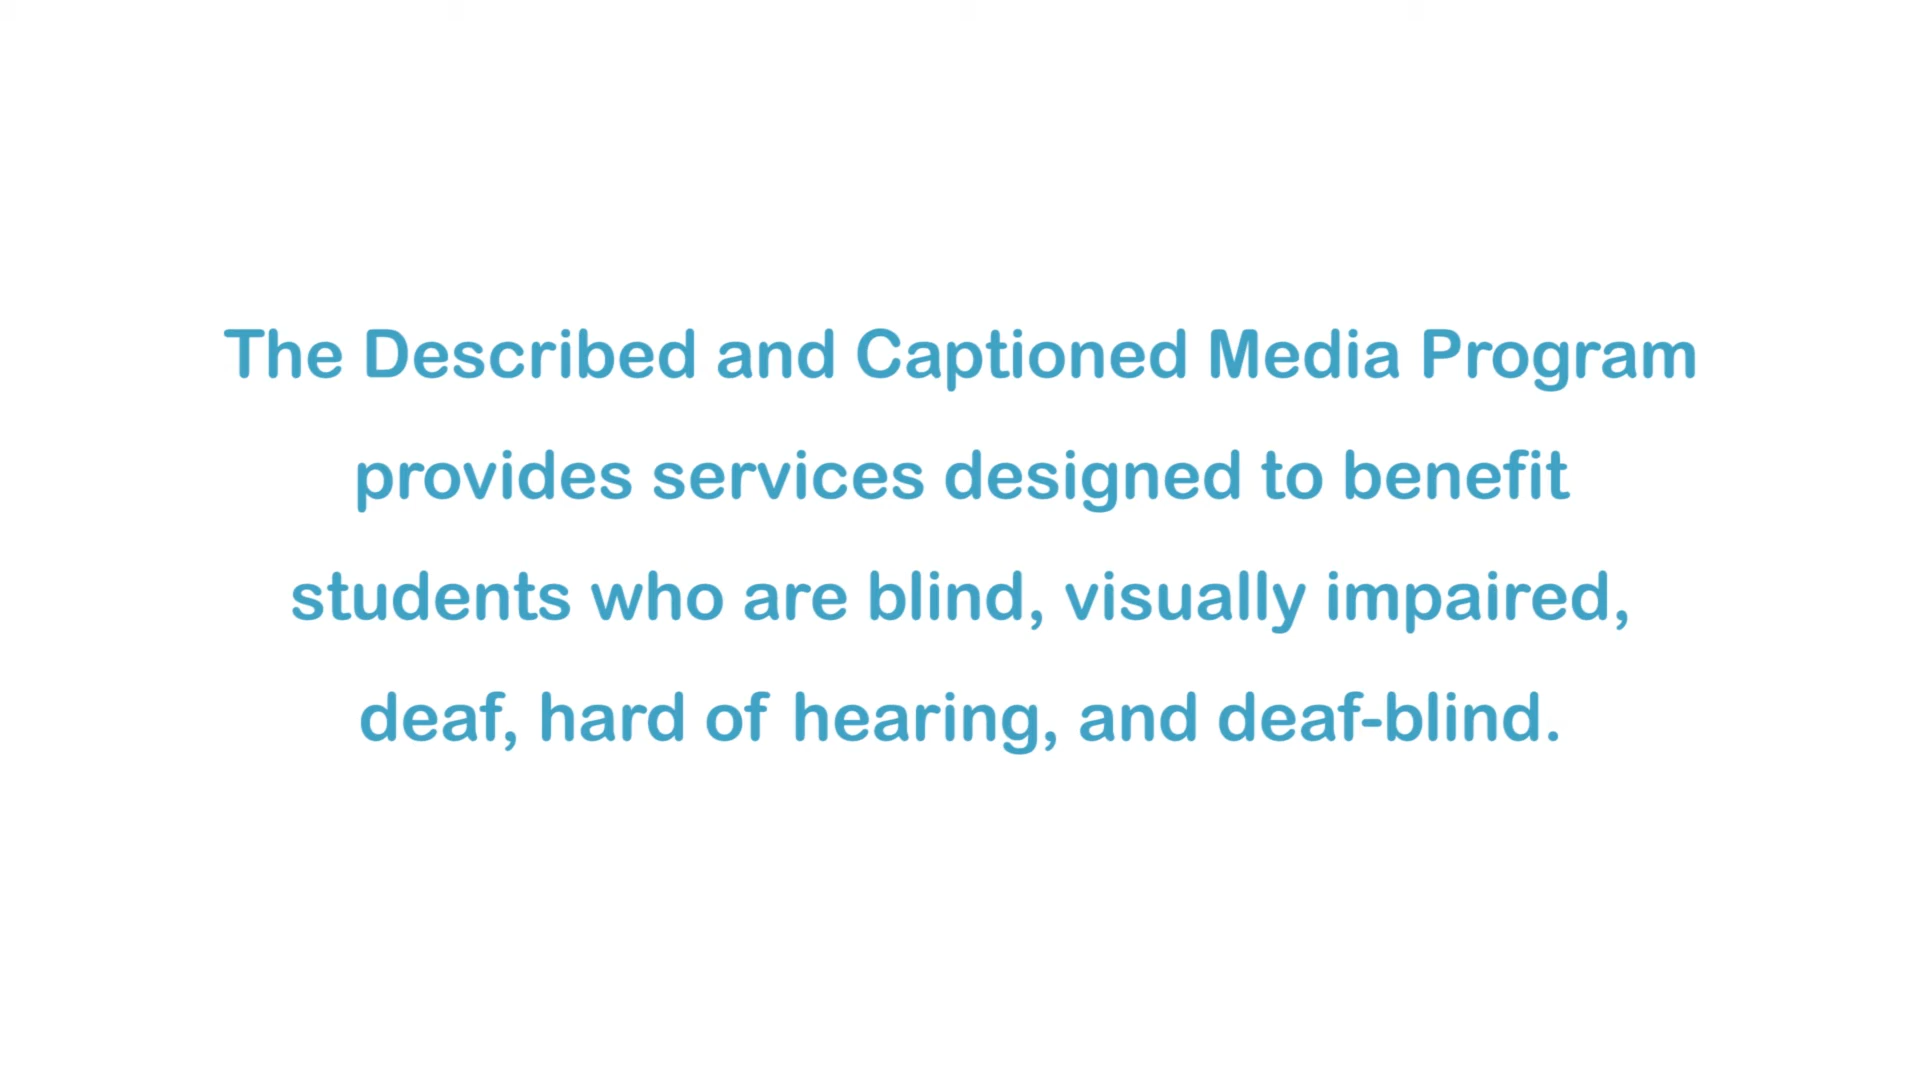 The Described and Captioned Media Program
provides services designed to benefit
students who are blind, visually impaired,
deaf, hard of hearing, and deaf-blind.